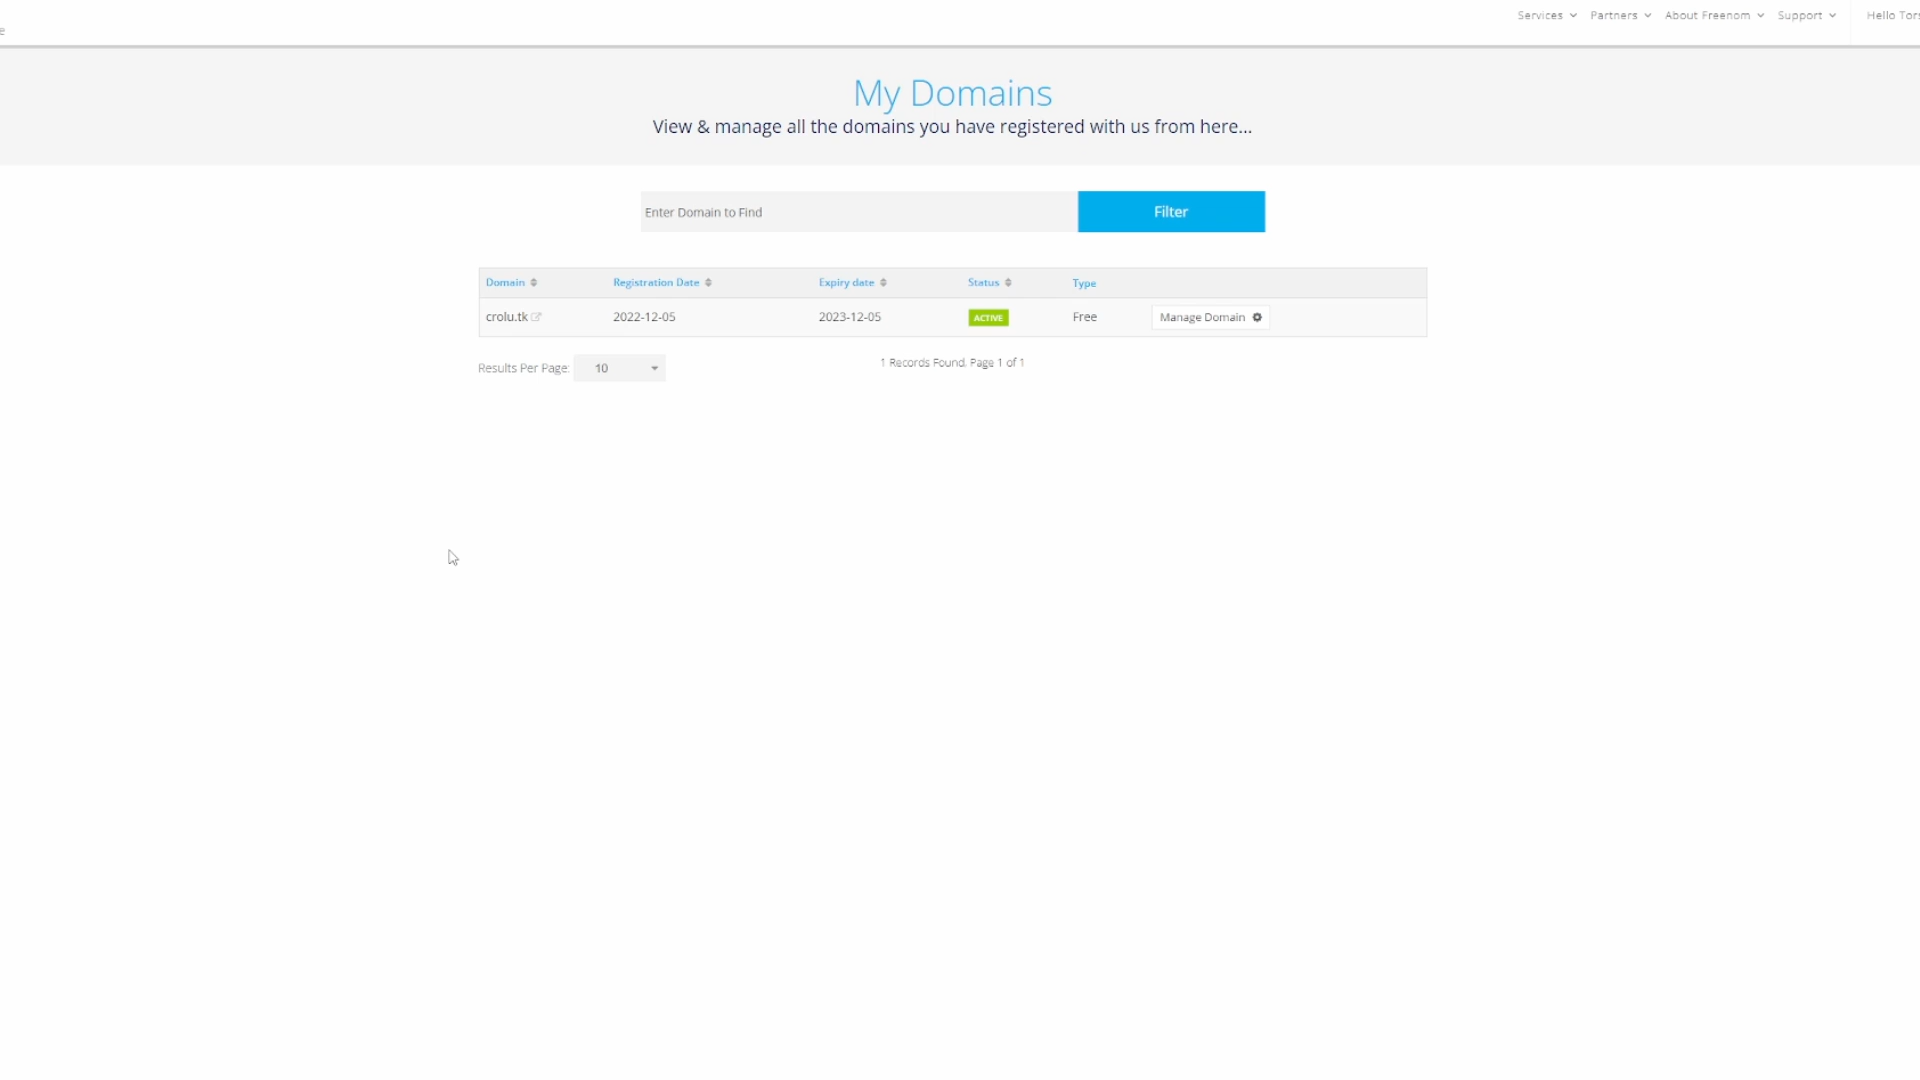 Services Partners About Freenom Support Hello Tors
e
My Domains
View & manage all the domains you have registered with us from here...
Enter Domain to Find Filter
Domain Registration Date Expiry date Status Type
crolu.tk 2022-12-05 2023-12-05 ACTIVE Free Manage Domain
Results Per Page: 10 1 Records Found, Page 1 of 1